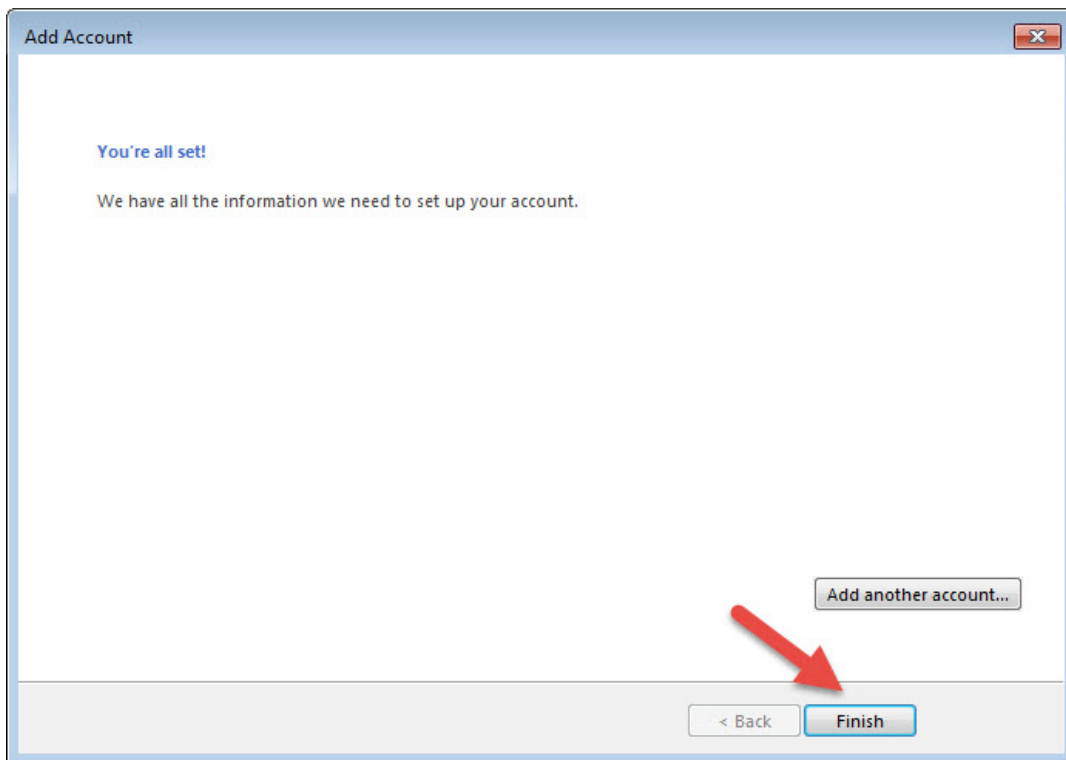 Add Account
You're all set!
We have all the information we need to set up your account.
Add another account...
< Back
Finish